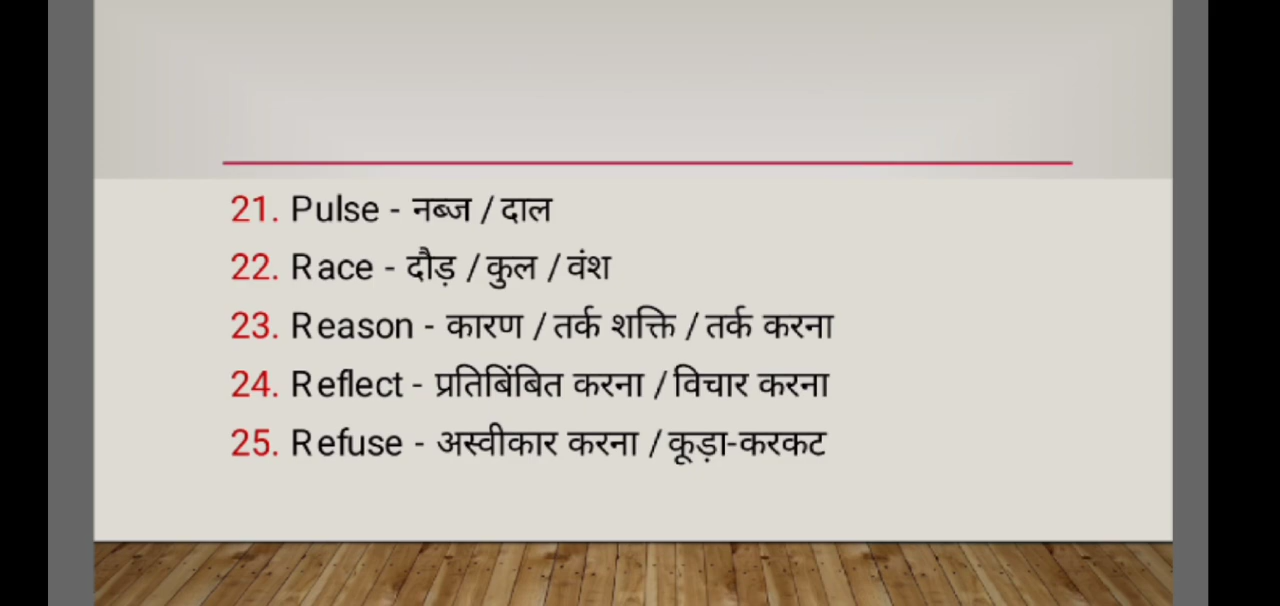 21. Pulse - नब्ज / दाल
22. Race - दौड़ / कुल / वंश
23. Reason - कारण / तर्क शक्ति / तर्क करना
24. Reflect - प्रतिबिंबित करना / विचार करना
25. Refuse - अस्वीकार करना / कूड़ा-करकट